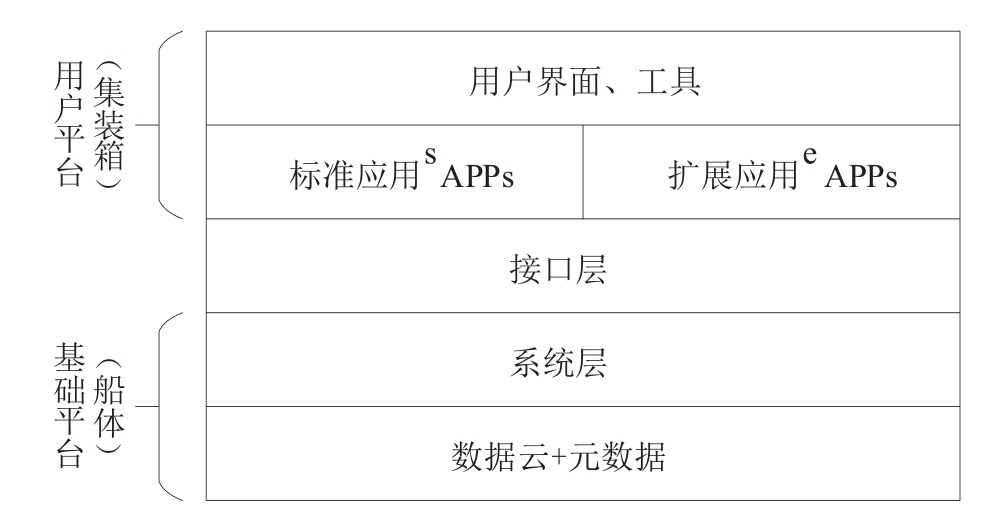 用户平台
（集装箱）
用户界面、工具
标准应用sAPPs
扩展应用eAPPs
接口层
基础平台
（船体）
系统层
数据云+元数据